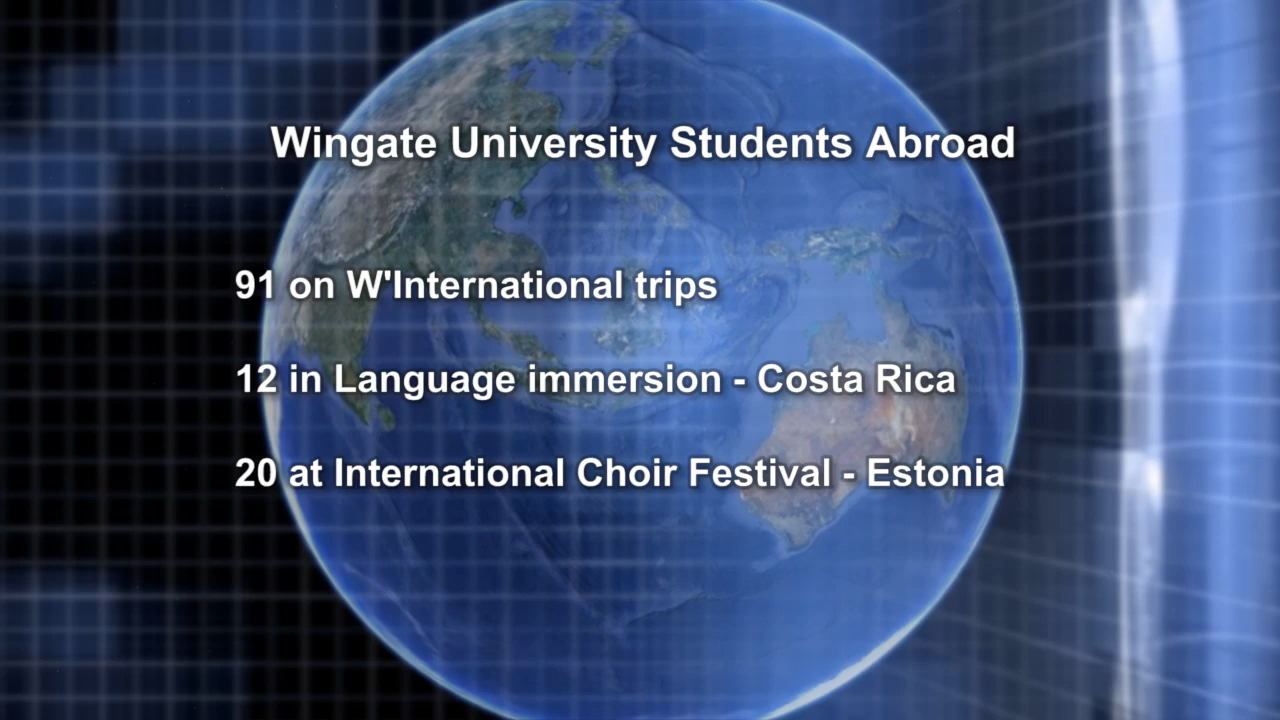 Wingate University Students Abroad
91 on W'International trips
12 in Language immersion - Costa Rica
20 at International Choir Festival - Estonia